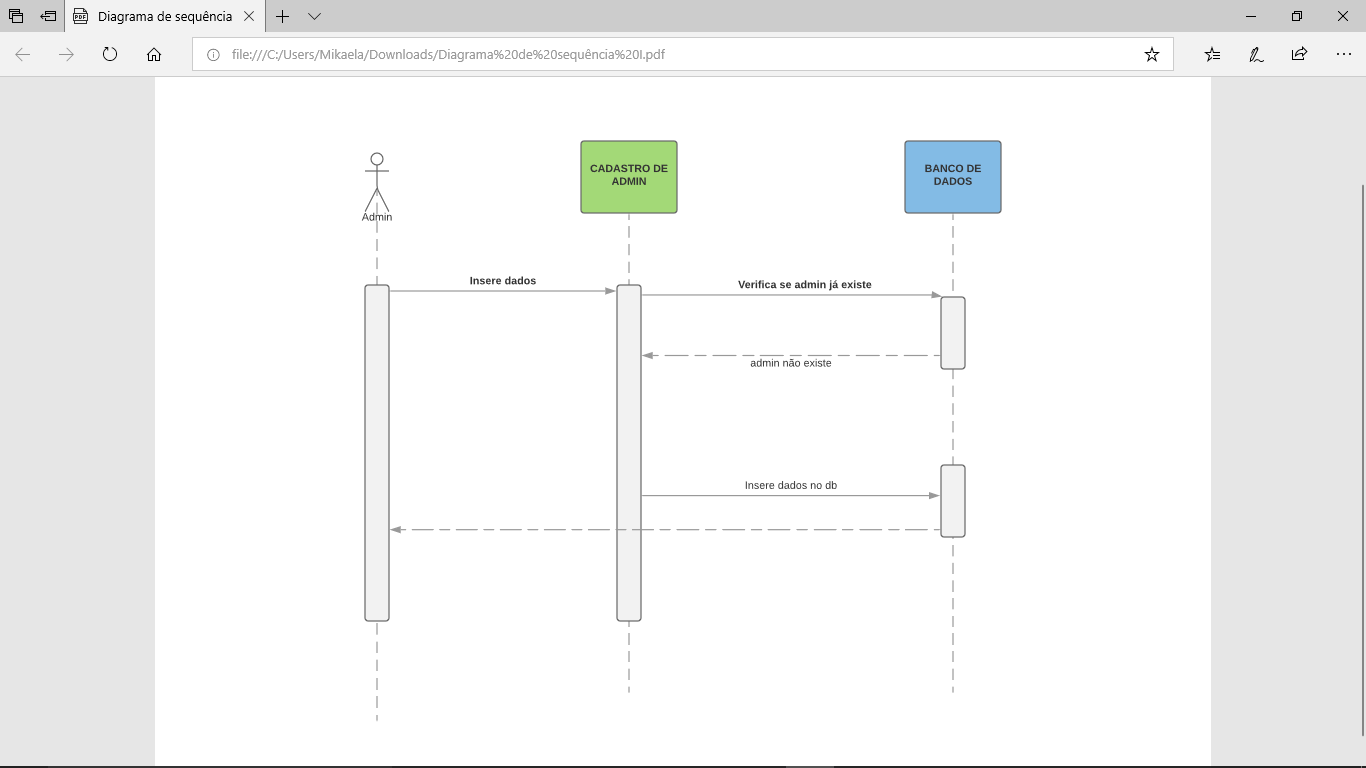 Diagrama de sequência
file:///C:/Users/Mikaela/Downloads/Diagrama%20de%20sequência%20I.pdf
Admin
CADASTRO DE
ADMIN
BANCO DE
DADOS
Insere dados
Verifica se admin já existe
admin não existe
Insere dados no db